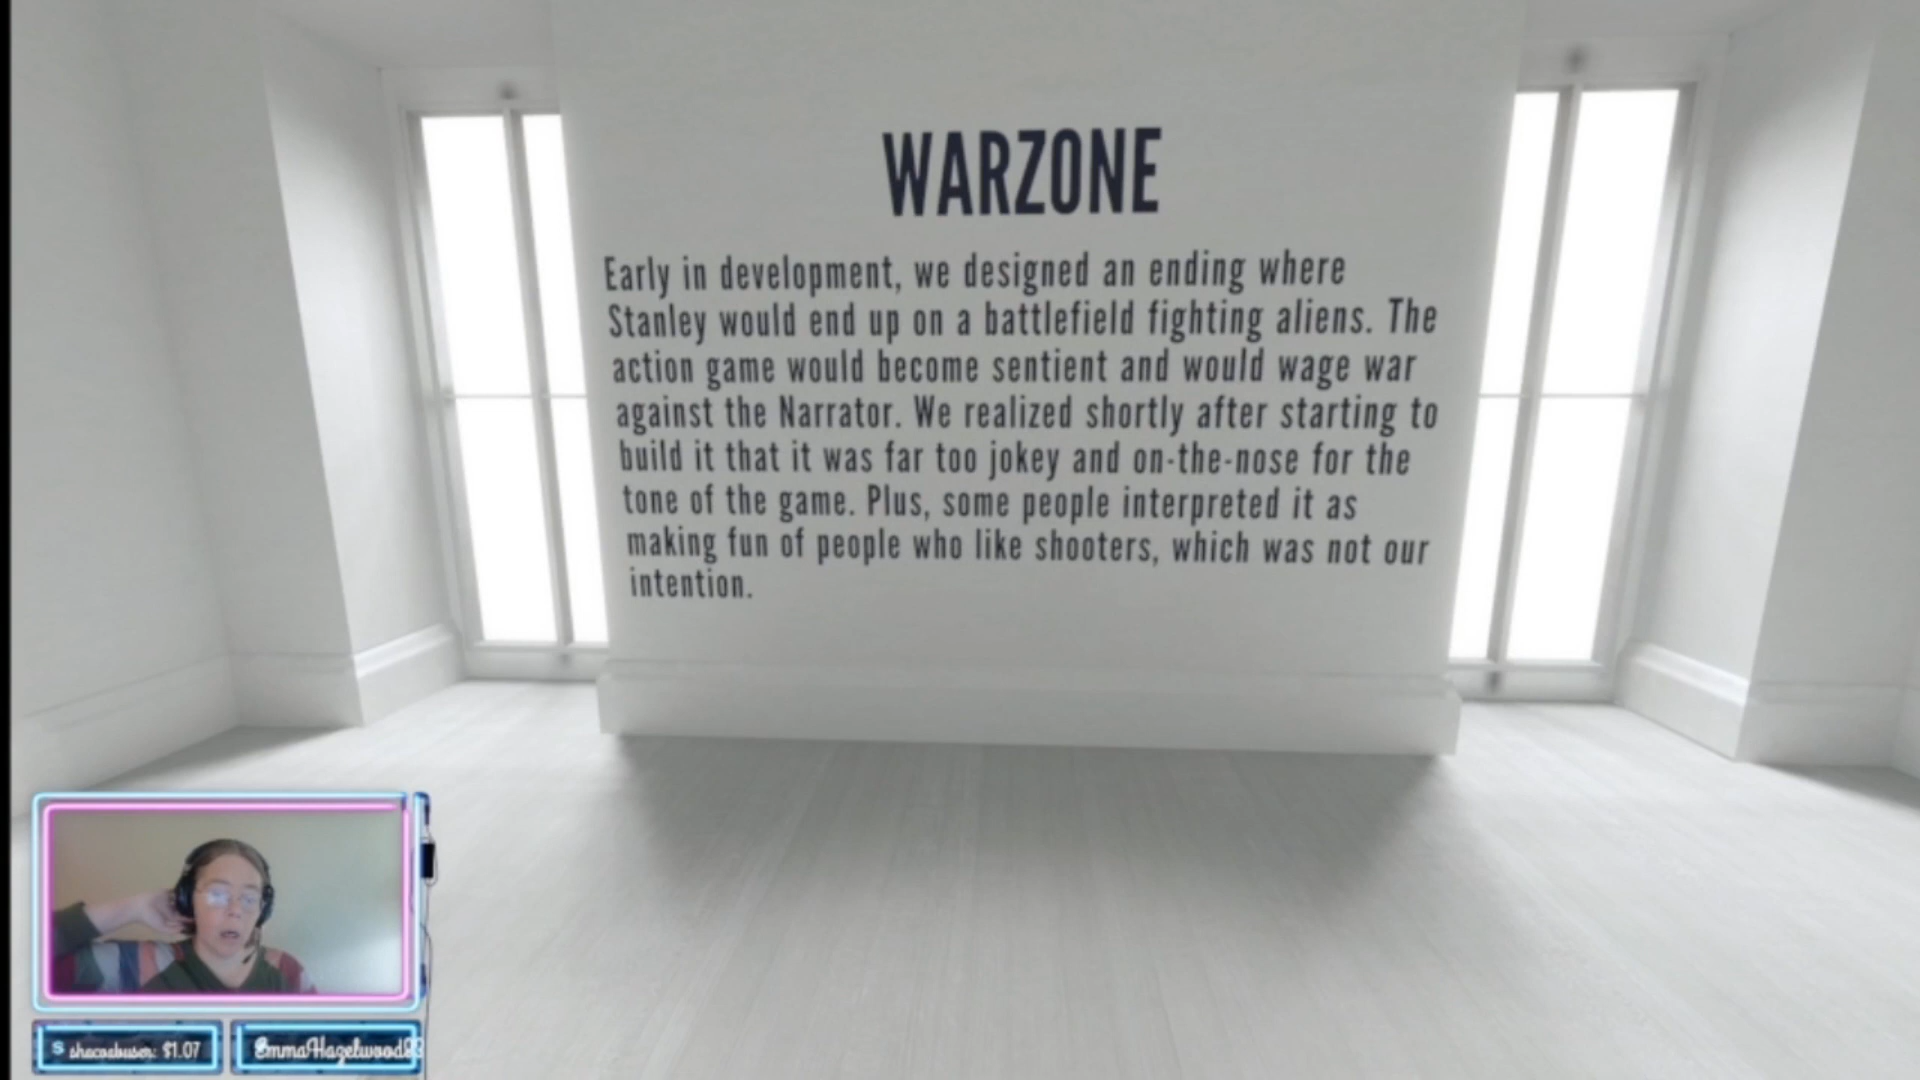 WARZONE
Early in development, we designed an ending where
Stanley would end up on a battlefield fighting aliens. The
action game would become sentient and would wage war
against the Narrator. We realized shortly after starting to
build it that it was far too jokey and on-the-nose for the
tone of the game. Plus, some people interpreted it as
making fun of people who like shooters, which was not our
intention.
$1.07